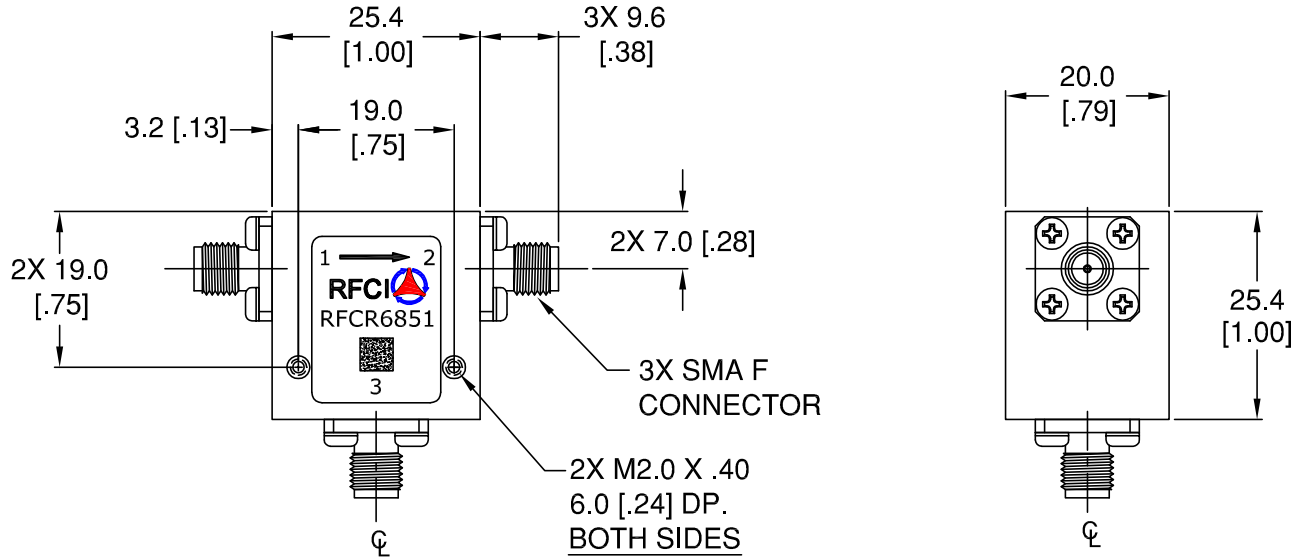 25.4
[1.00]
3X 9.6
[.38]
20.0
[.79]
3.2 [.13]
19.0
[.75]
2X 7.0 [.28]
2X 19.0
[.75]
1 2
RFCI
RFCR6851
3
25.4
[1.00]
3X SMA F
CONNECTOR
2X M2.0 X .40
6.0 [.24] DP.
BOTH SIDES
℄
℄